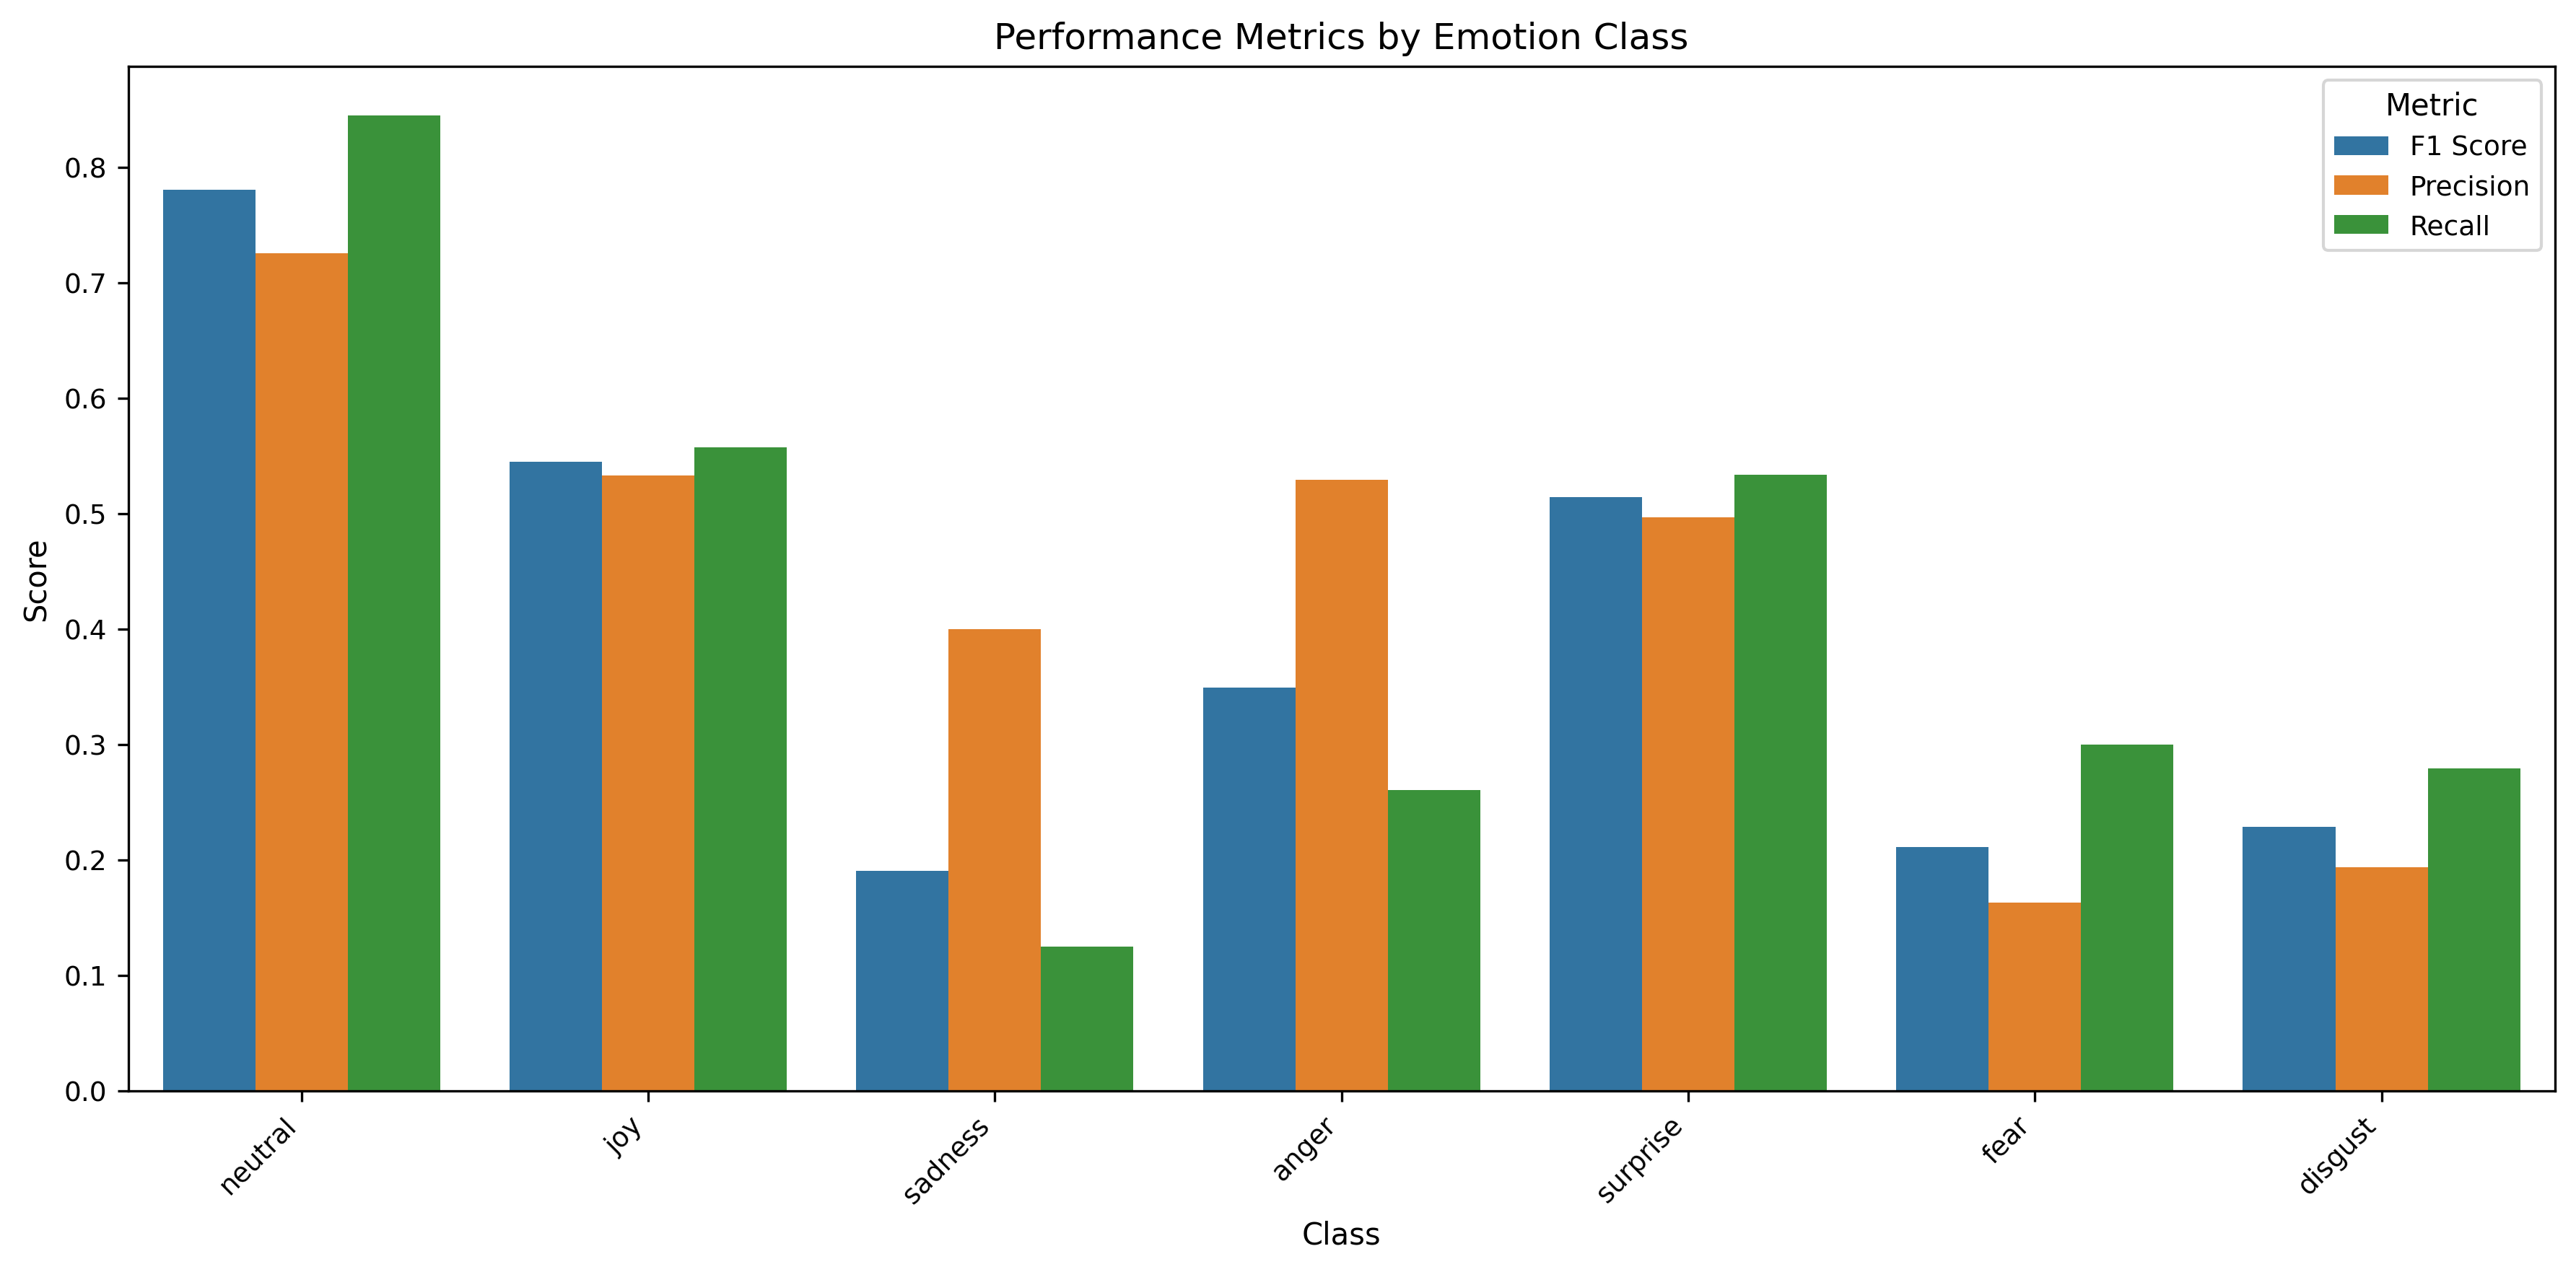 Performance Metrics by Emotion Class
Metric
F1 Score
Precision
Recall
Score
0.8
0.7
0.6
0.5
0.4
0.3
0.2
0.1
0.0
neutral
joy
sadness
anger
surprise
fear
disgust
Class